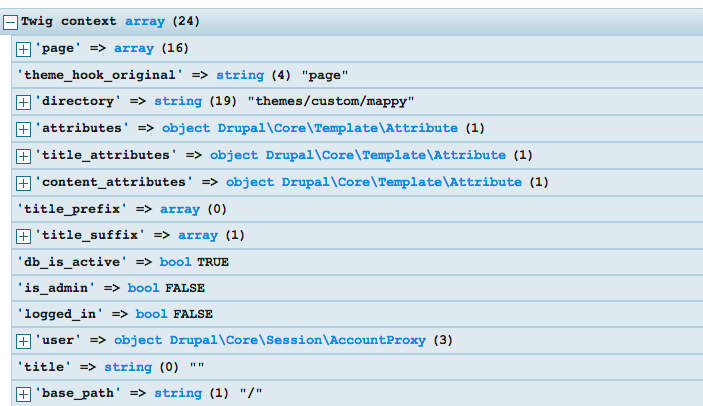 Twig context array (24)
'page' => array (16)
'theme_hook_original' => string (4) "page"
'directory' => string (19) "themes/custom/mappy"
'attributes' => object Drupal\Core\Template\Attribute (1)
'title_attributes' => object Drupal\Core\Template\Attribute (1)
'content_attributes' => object Drupal\Core\Template\Attribute (1)
'title_prefix' => array (0)
'title_suffix' => array (1)
'db_is_active' => bool TRUE
'is_admin' => bool FALSE
'logged_in' => bool FALSE
'user' => object Drupal\Core\Session\AccountProxy (3)
'title' => string (0) ""
'base_path' => string (1) "/"